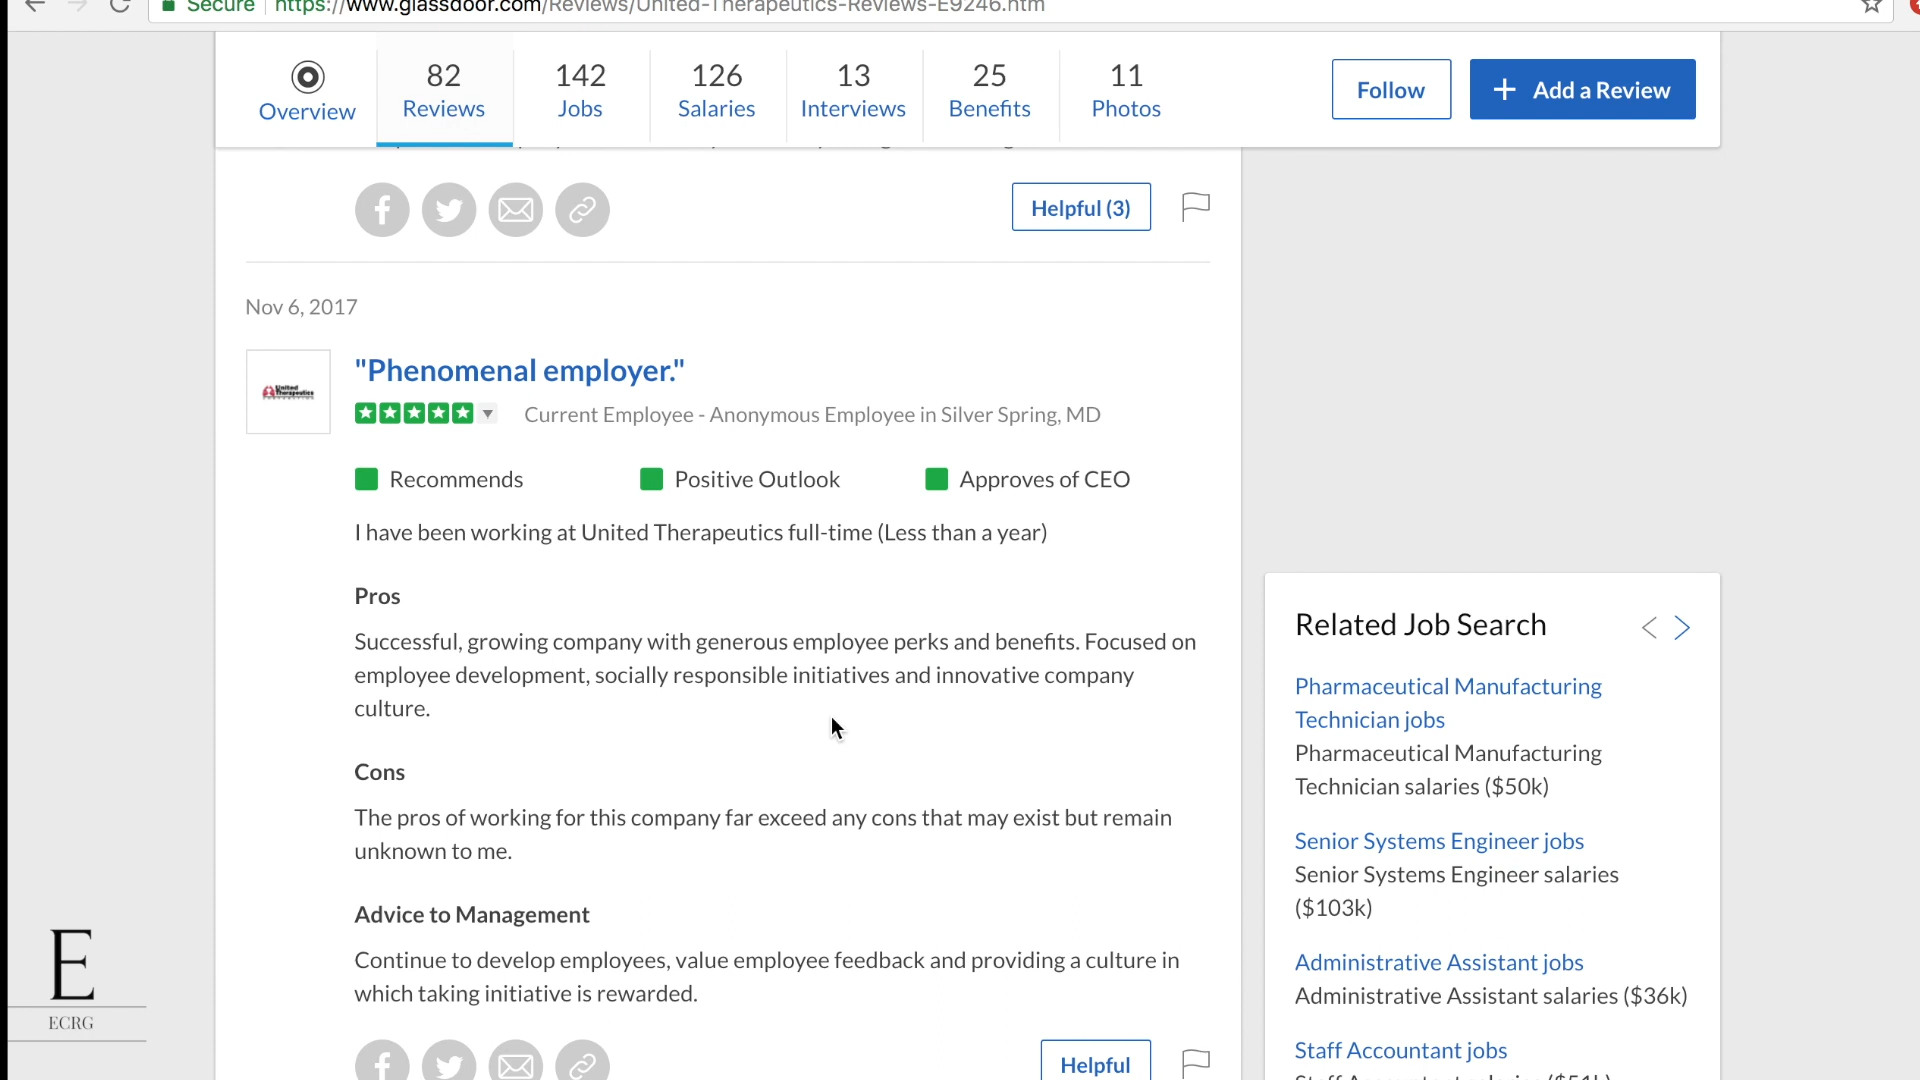 Secure https://www.glassdoor.com/Reviews/United-Therapeutics-Reviews-E9246.htm
82 142 126 13 25 11
Overview Reviews Jobs Salaries Interviews Benefits Photos
Follow + Add a Review
Helpful (3)
Nov 6, 2017
"Phenomenal employer."
United
Therapeutics
Current Employee - Anonymous Employee in Silver Spring, MD
Recommends Positive Outlook Approves of CEO
I have been working at United Therapeutics full-time (Less than a year)
Pros
Successful, growing company with generous employee perks and benefits. Focused on
employee development, socially responsible initiatives and innovative company
culture.
Cons
The pros of working for this company far exceed any cons that may exist but remain
unknown to me.
Advice to Management
Continue to develop employees, value employee feedback and providing a culture in
which taking initiative is rewarded.
Helpful
Related Job Search
Pharmaceutical Manufacturing
Technician jobs
Pharmaceutical Manufacturing
Technician salaries ($50k)
Senior Systems Engineer jobs
Senior Systems Engineer salaries
($103k)
Administrative Assistant jobs
Administrative Assistant salaries ($36k)
Staff Accountant jobs
E
ECRG